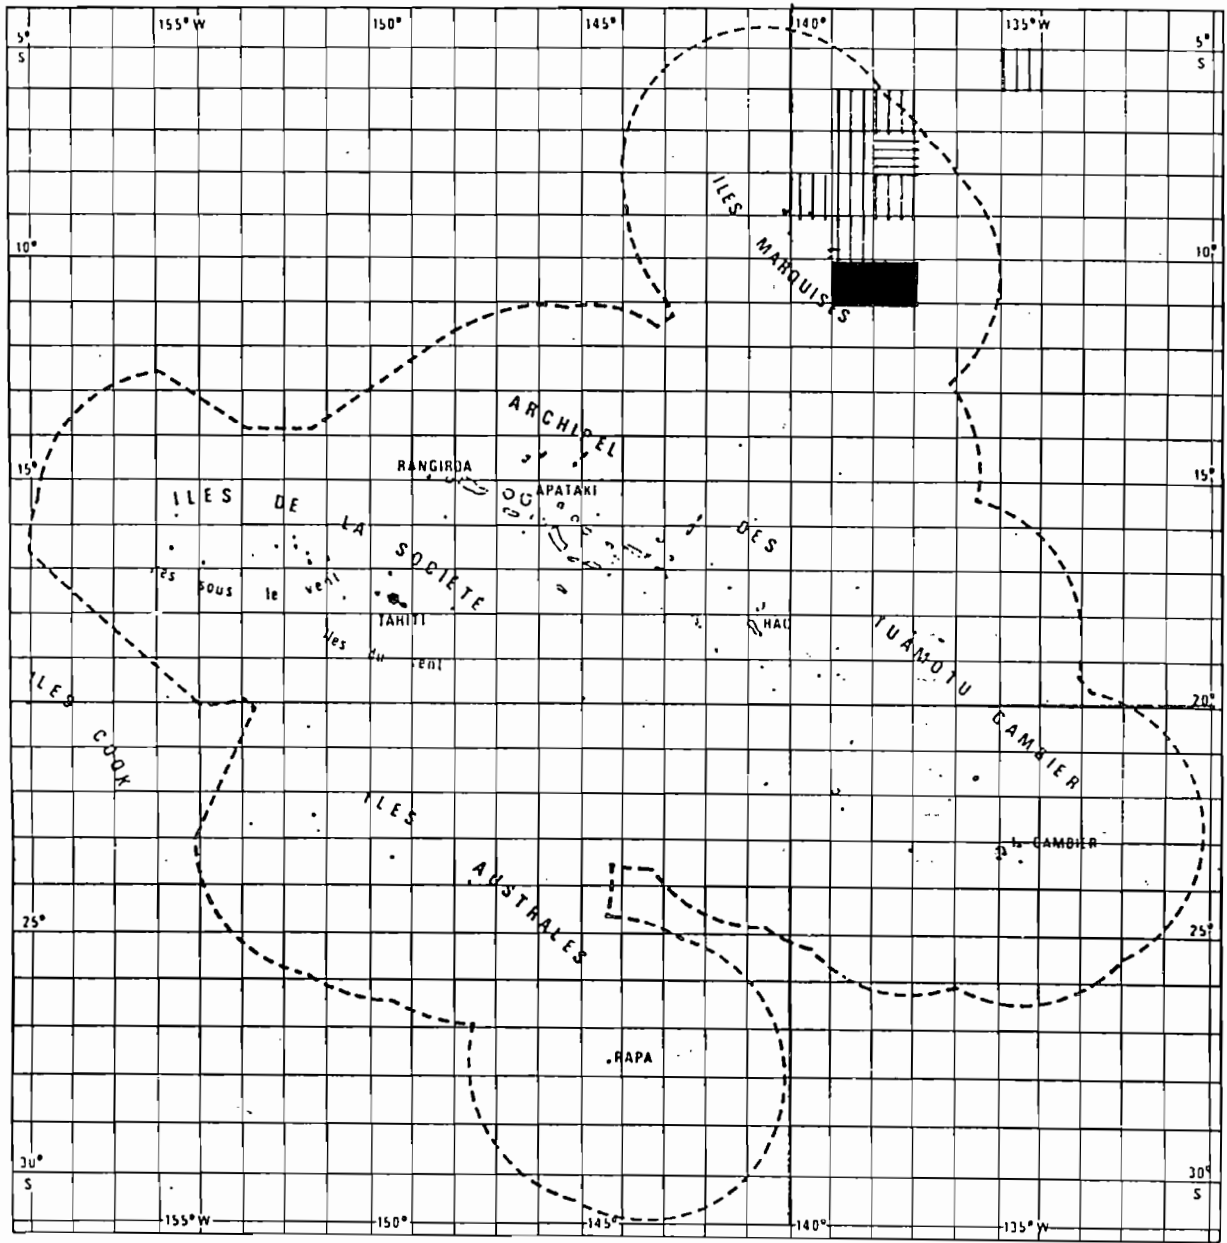 155° W 150° 145° 140° 135° W
5° S 5° S
ILES MARQUISES
10° 10°
ARCHIPEL DES TUAMOTU GAMBIER
RANGIROA
15° 15°
APATAKI
ILES DE LA SOCIETE
sous le vent
TAHITI
HAO
Iles du
ILES COOK
20°
ILES AUSTRALES
Is GAMBIER
25° 25°
RAPA
30° S 30° S
155° W 150° 145° 140° 135° W